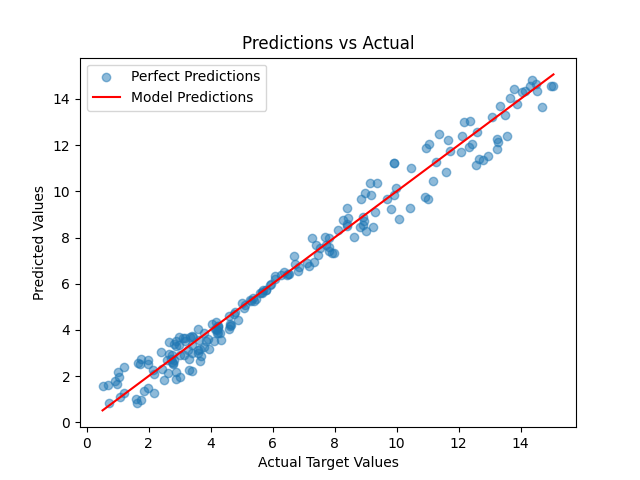 Predictions vs Actual
Perfect Predictions
Model Predictions
Predicted Values
14
12
10
8
6
4
2
0
0 2 4 6 8 10 12 14
Actual Target Values